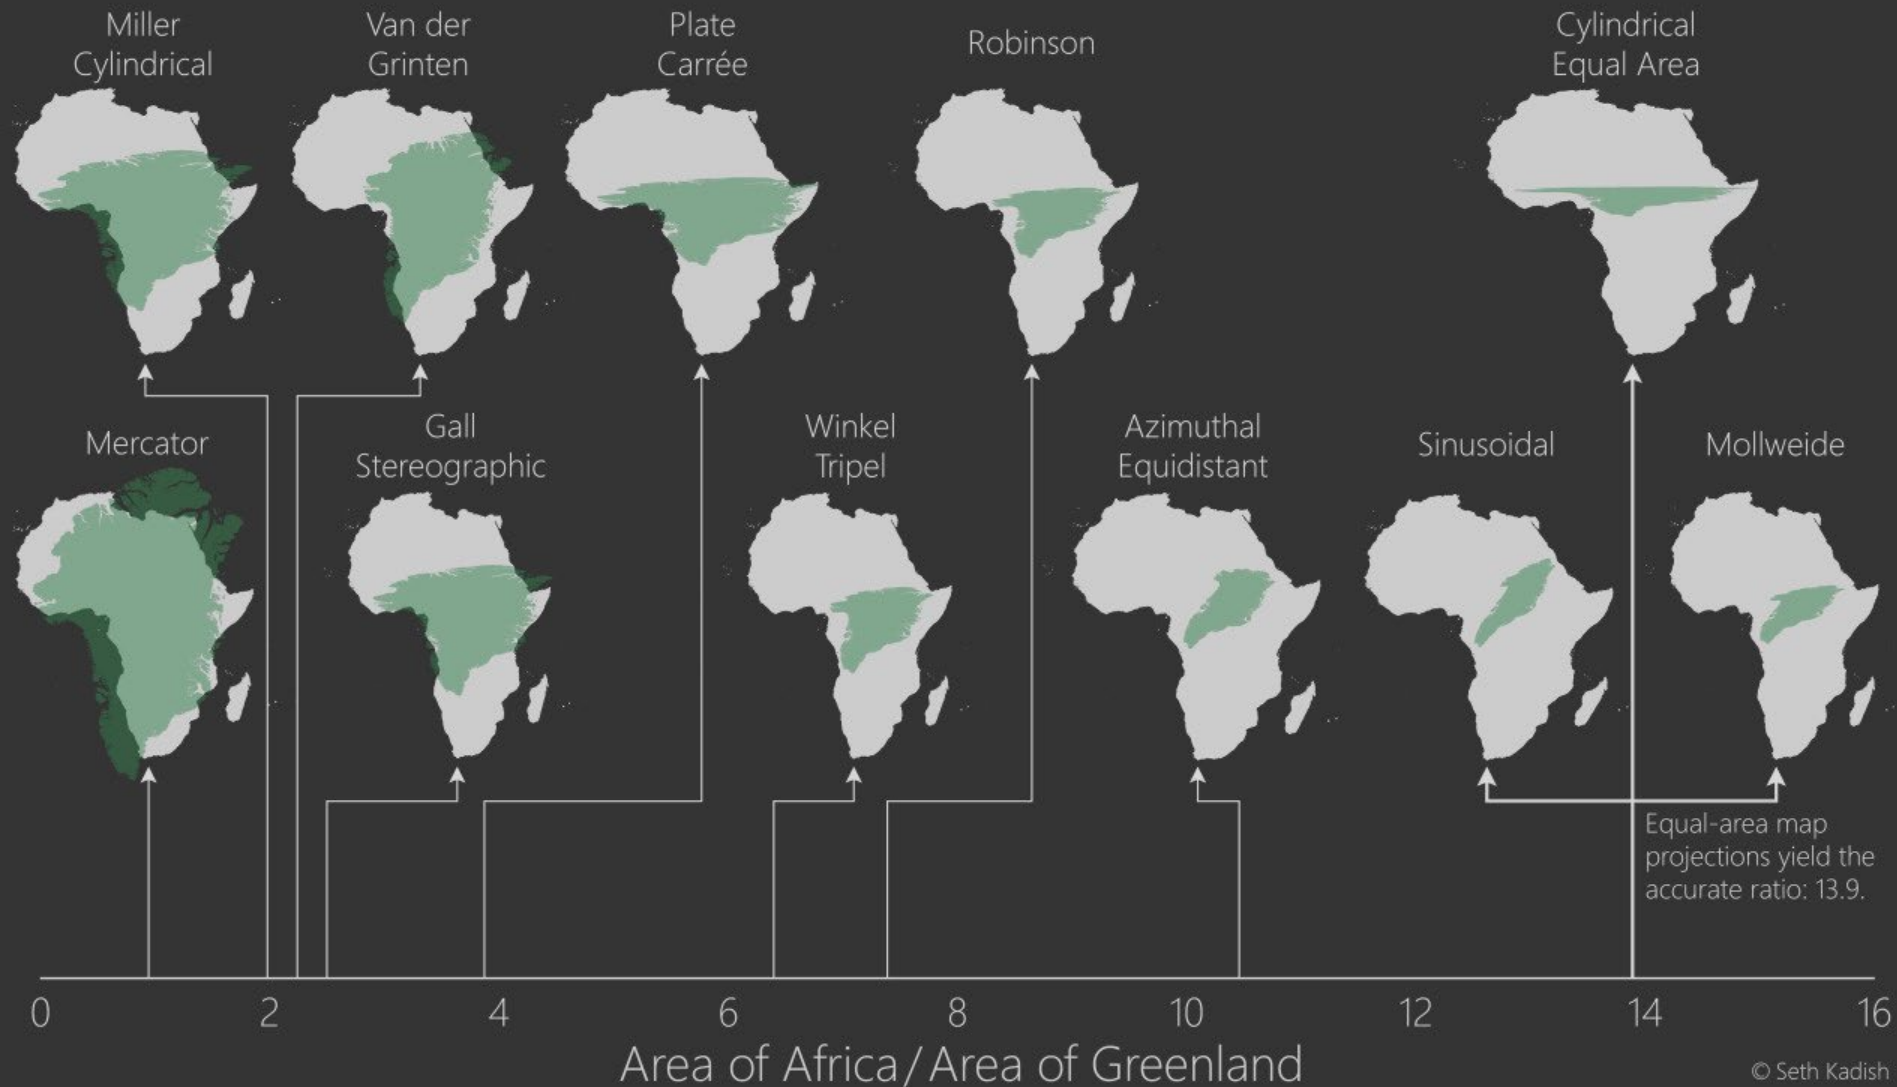 Miller
Cylindrical
Van der
Grinten
Plate
Carrée
Robinson
Cylindrical
Equal Area
Mercator
Gall
Stereographic
Winkel
Tripel
Azimuthal
Equidistant
Sinusoidal
Mollweide
Equal-area map
projections yield the
accurate ratio: 13.9.
0 2 4 6 8 10 12 14 16
Area of Africa/Area of Greenland
© Seth Kadish